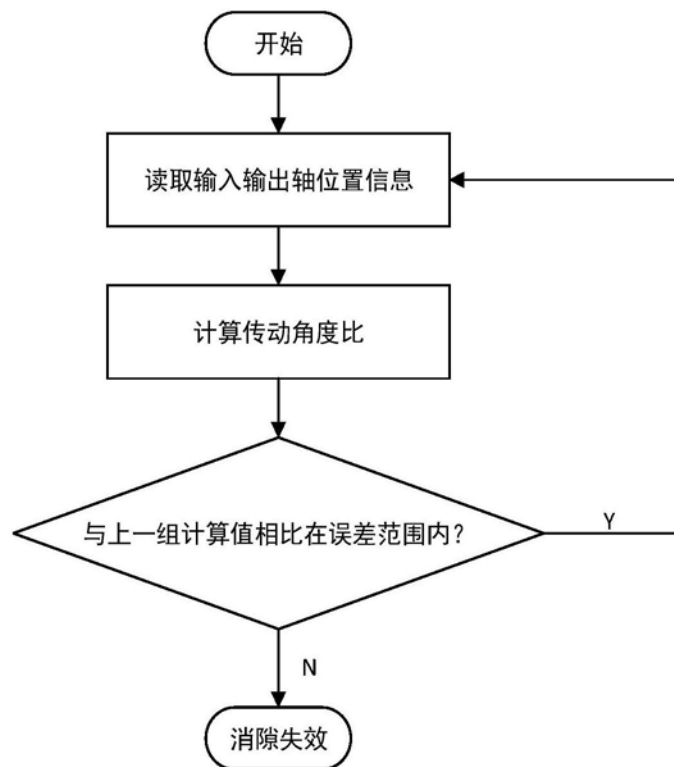 开始
读取输入输出轴位置信息
计算传动角度比
与上一组计算值相比在误差范围内？
Y
N
消隙失效